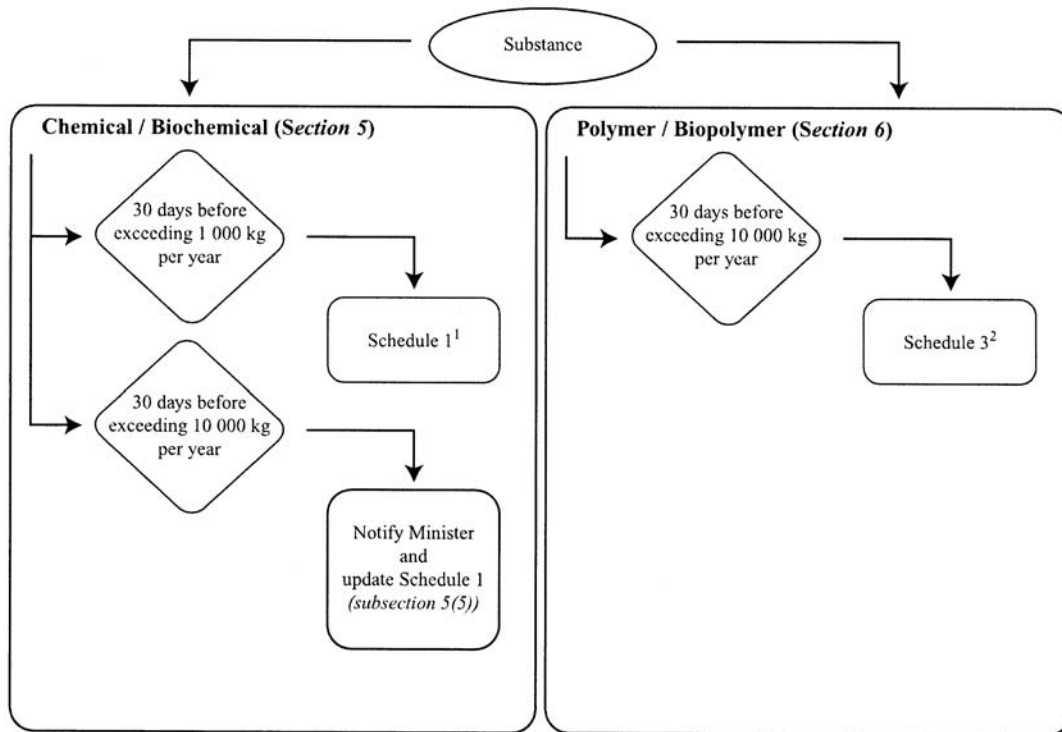 Substance
Chemical / Biochemical (Section 5)
30 days before
exceeding 1 000 kg
per year
Schedule 1¹
30 days before
exceeding 10 000 kg
per year
Notify Minister
and
update Schedule 1
(subsection 5(5))
Polymer / Biopolymer (Section 6)
30 days before
exceeding 10 000 kg
per year
Schedule 3²